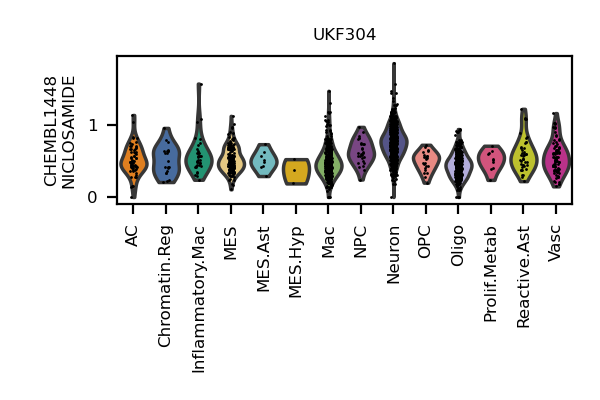 UKF304
CHEMBL1448
NICLOSAMIDE
1
0
AC
Chromatin.Reg
Inflammatory.Mac
MES
MES.Ast
MES.Hyp
Mac
NPC
Neuron
OPC
Oligo
Prolif.Metab
Reactive.Ast
Vasc